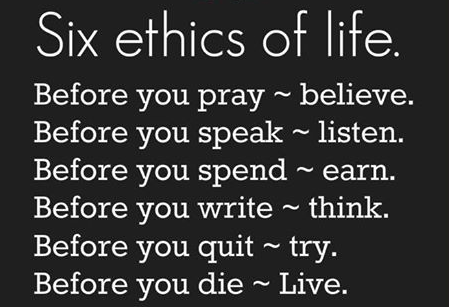 Six ethics of life.
Before you pray ~ believe.
Before you speak ~ listen.
Before you spend ~ earn.
Before you write ~ think.
Before you quit ~ try.
Before you die ~ Live.